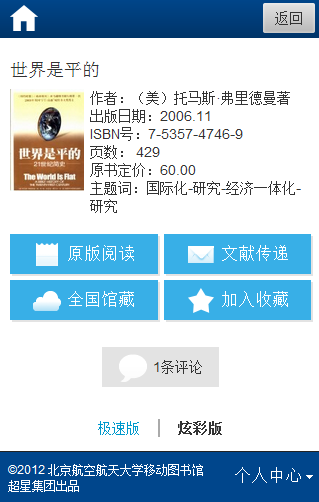 返回
世界是平的
世界是平的
21世纪简史
The World Is Flat
作者：（美）托马斯·弗里德曼著
出版日期：2006.11
ISBN号：7-5357-4746-9
页数： 429
原书定价：60.00
主题词：国际化-研究-经济一体化-
研究
原版阅读
文献传递
全国馆藏
加入收藏
1条评论
极速版 | 炫彩版
©2012 北京航空航天大学移动图书馆
超星集团出品
个人中心